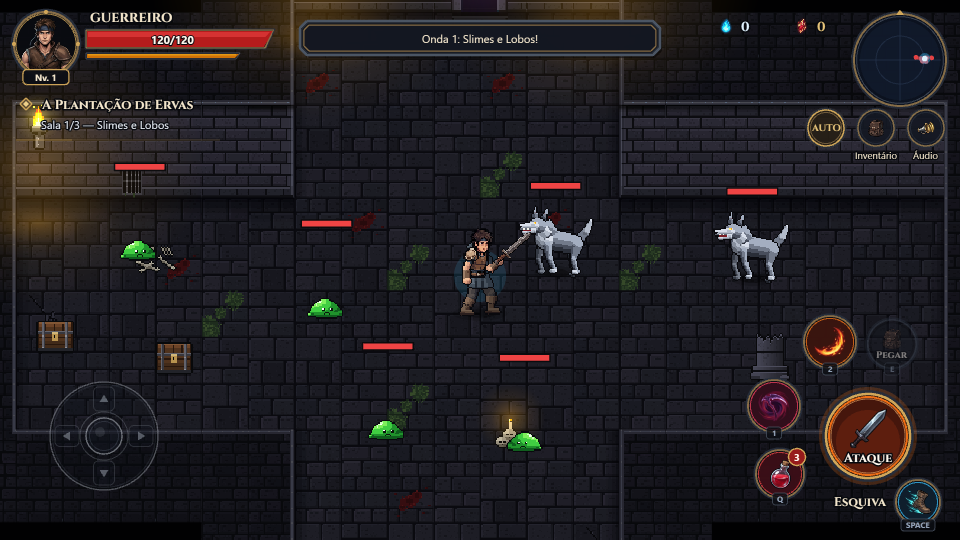 GUERREIRO
120/120
Nv. 1
Onda 1: Slimes e Lobos!
0
0
A PLANTAÇÃO DE ERVAS
Sala 1/3 — Slimes e Lobos
AUTO
Inventário
Áudio
2
PEGAR
E
1
ATAQUE
3
Q
ESQUIVA
SPACE